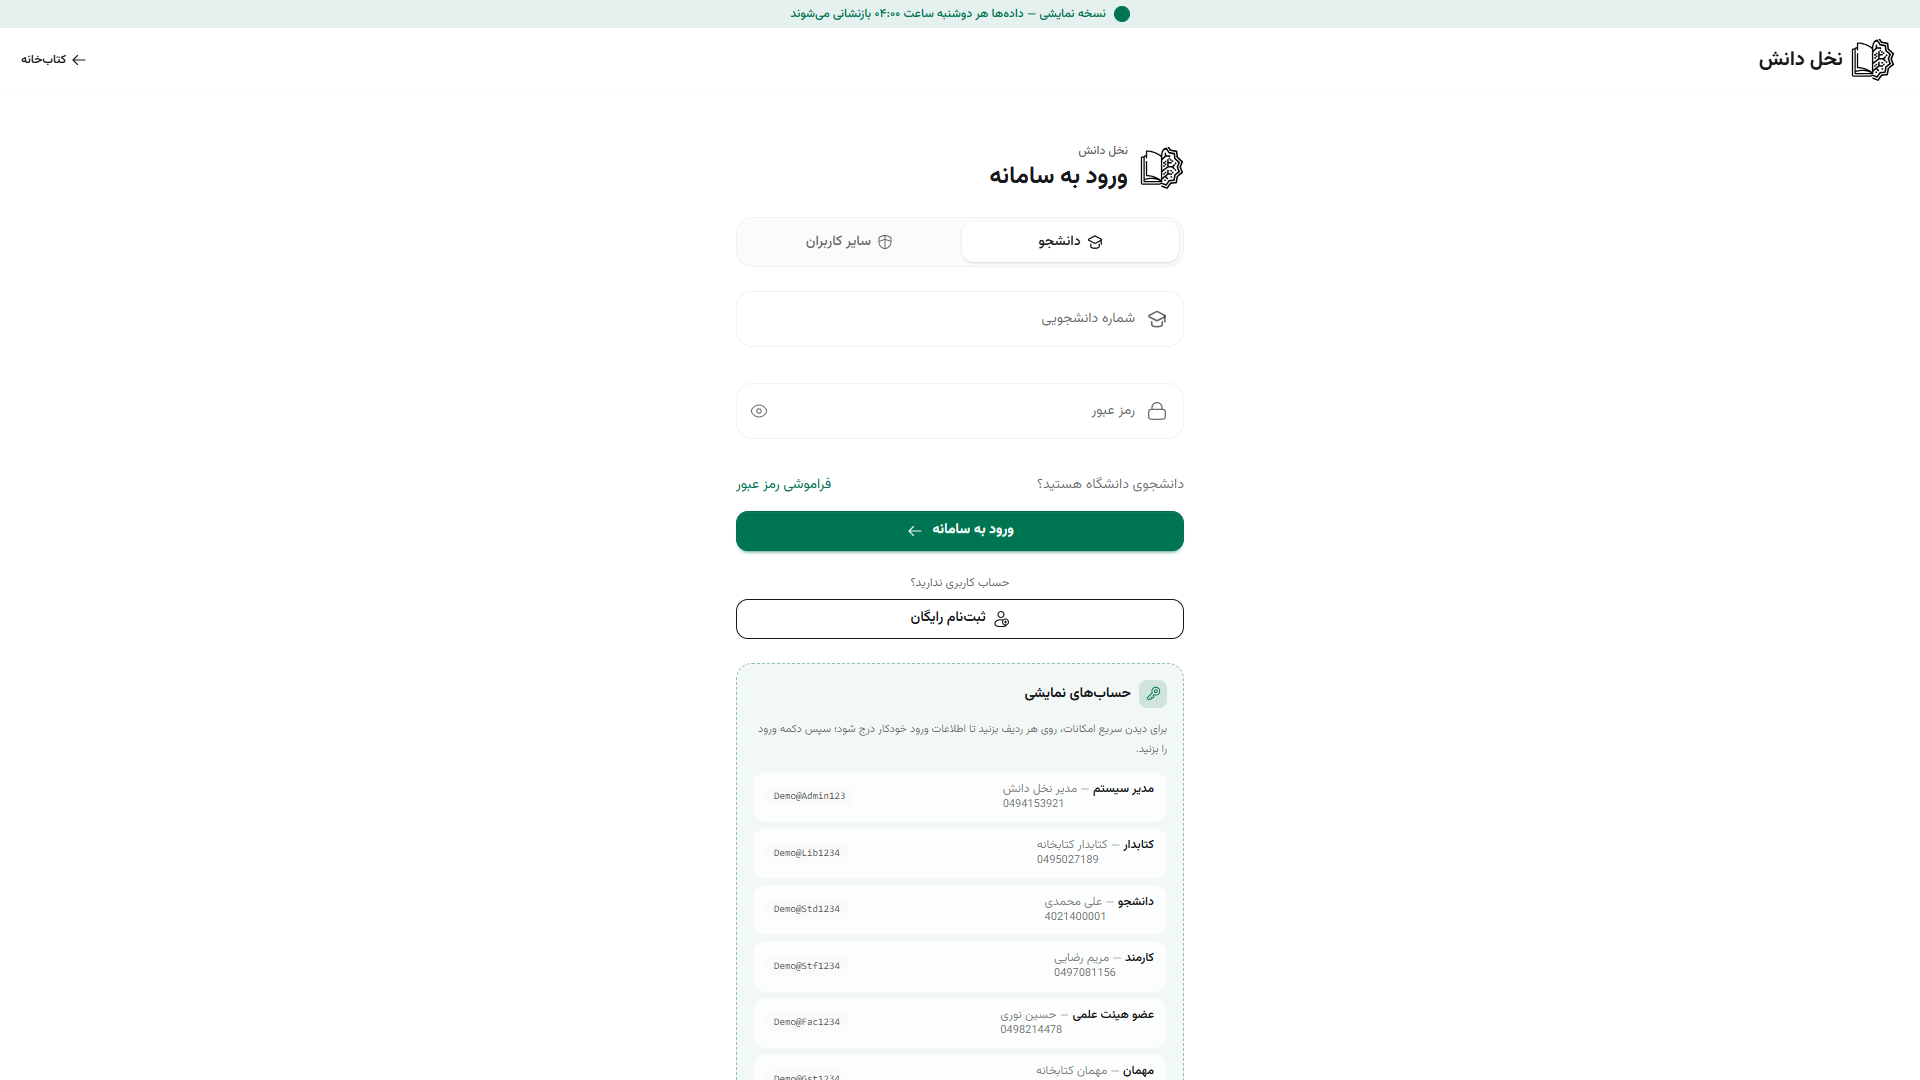 نسخه نمایشی — داده‌ها هر دوشنبه ساعت ۰۴:۰۰ بازنشانی می‌شوند
نخل دانش
کتاب‌خانه
نخل دانش
ورود به سامانه
دانشجو
سایر کاربران
شماره دانشجویی
رمز عبور
دانشجوی دانشگاه هستید؟
فراموشی رمز عبور
ورود به سامانه
حساب کاربری ندارید؟
ثبت‌نام رایگان
حساب‌های نمایشی
برای دیدن سریع امکانات، روی هر ردیف بزنید تا اطلاعات ورود خودکار درج شود؛ سپس دکمه ورود
را بزنید.
مدیر سیستم — مدیر نخل دانش
0494153921
Demo@Admin123
کتابدار — کتابدار کتابخانه
0495027189
Demo@Lib1234
دانشجو — علی محمدی
4021400001
Demo@Std1234
کارمند — مریم رضایی
0497081156
Demo@Stf1234
عضو هیئت علمی — حسین نوری
0498214478
Demo@Fac1234
مهمان — مهمان کتابخانه
Demo@Gst1234